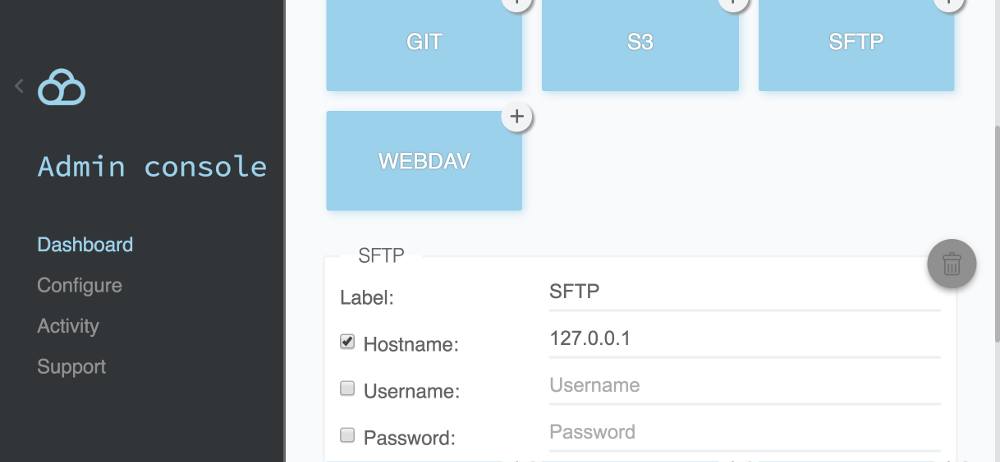 GIT
S3
SFTP
WEBDAV
Admin console
Dashboard
Configure
Activity
Support
SFTP
Label: SFTP
Hostname: 127.0.0.1
Username: Username
Password: Password